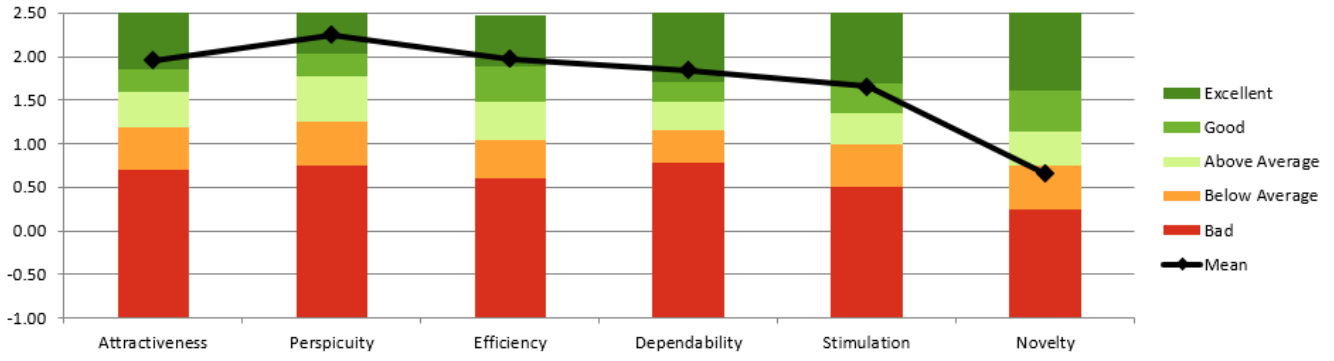 2.50
2.00
1.50
1.00
0.50
0.00
-0.50
-1.00
Attractiveness Perspicuity Efficiency Dependability Stimulation Novelty
Excellent
Good
Above Average
Below Average
Bad
Mean